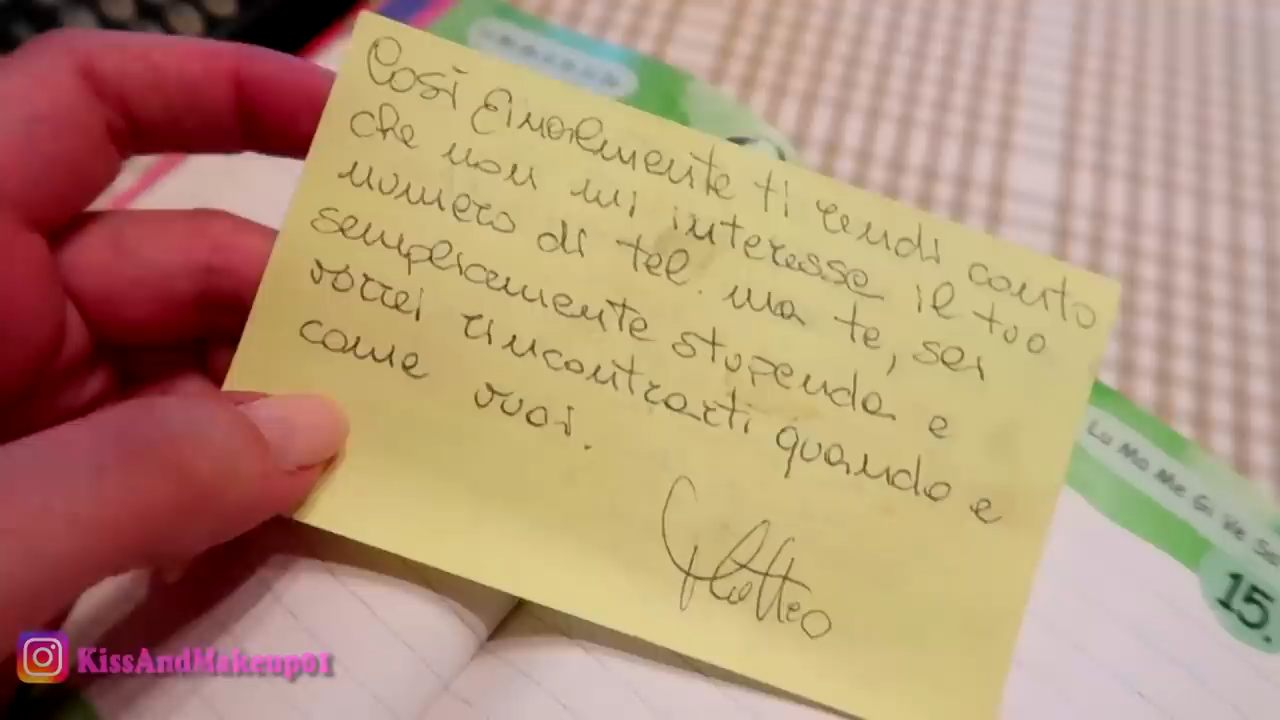 Così finalmente ti rendi conto
che non mi interessa il tuo
numero di tel. ma te, sei
semplicemente stupenda e
vorrei rincontrarti quando e
come vuoi.
Matteo
Lu Ma Me Gi Ve Sa
15.
KissAndMakeup01